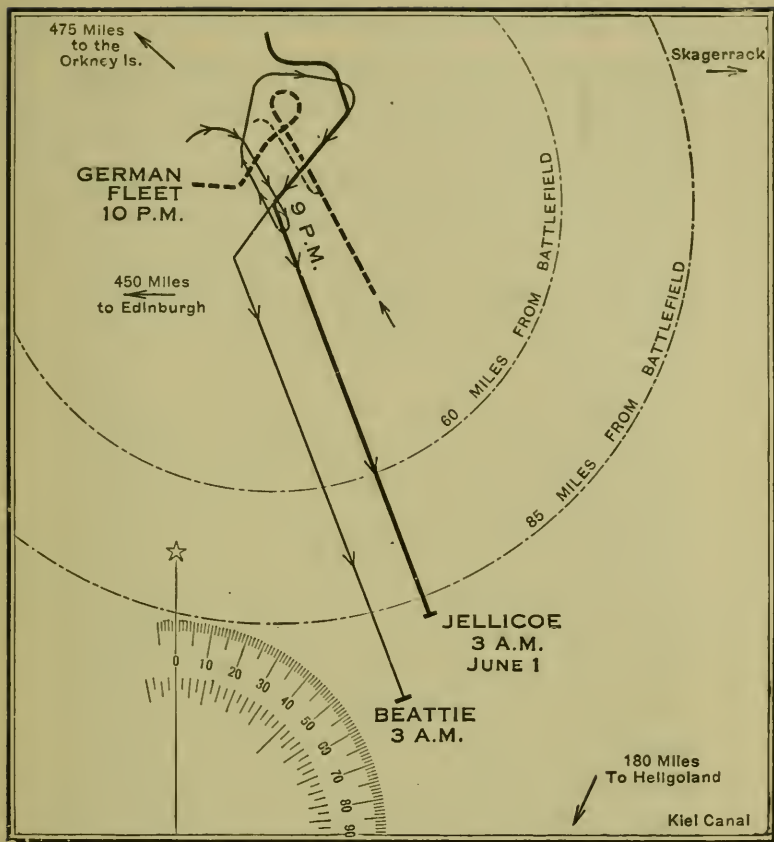 475 Miles
to the
Orkney Is.
Skagerrack
GERMAN
FLEET
10 P.M.
9 P.M.
450 Miles
to Edinburgh
60 MILES FROM BATTLEFIELD
85 MILES FROM BATTLEFIELD
JELLICOE
3 A.M.
JUNE 1
BEATTIE
3 A.M.
0 10 20 30 40 50 60 70 80 90
180 Miles
To Heligoland
Kiel Canal